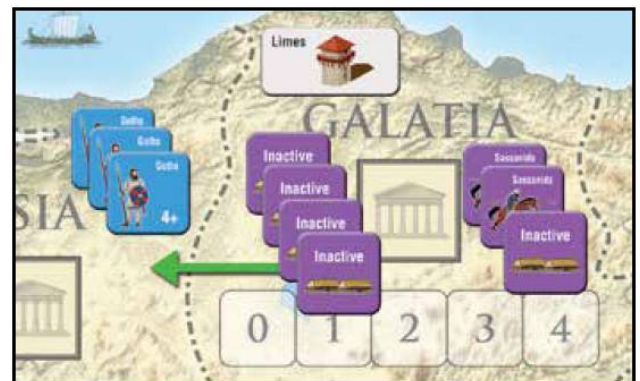 Limes
GALATIA
Goths
Goths
Goths
4+
Inactive
Inactive
Inactive
Inactive
Sassanids
Sassanids
Inactive
SIA
0 1 2 3 4